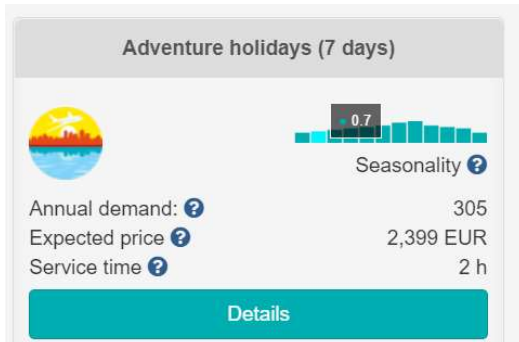 Adventure holidays (7 days)
0.7
Seasonality ?
Annual demand: ? 305
Expected price ? 2,399 EUR
Service time ? 2 h
Details